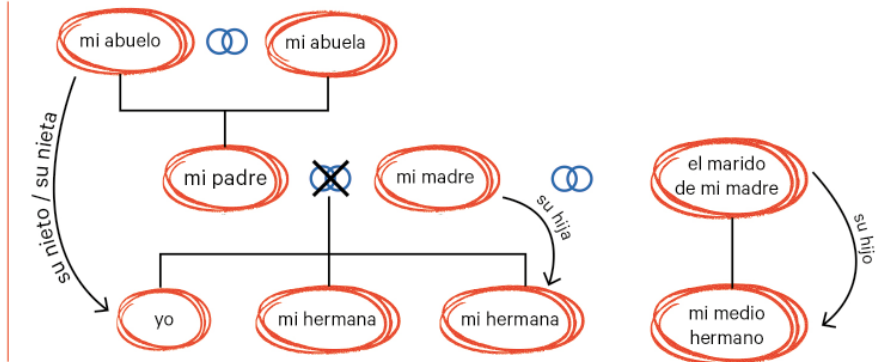 mi abuelo
mi abuela
su nieto / su nieta
mi padre
mi madre
su hija
el marido
de mi madre
su hijo
yo
mi hermana
mi hermana
mi medio
hermano